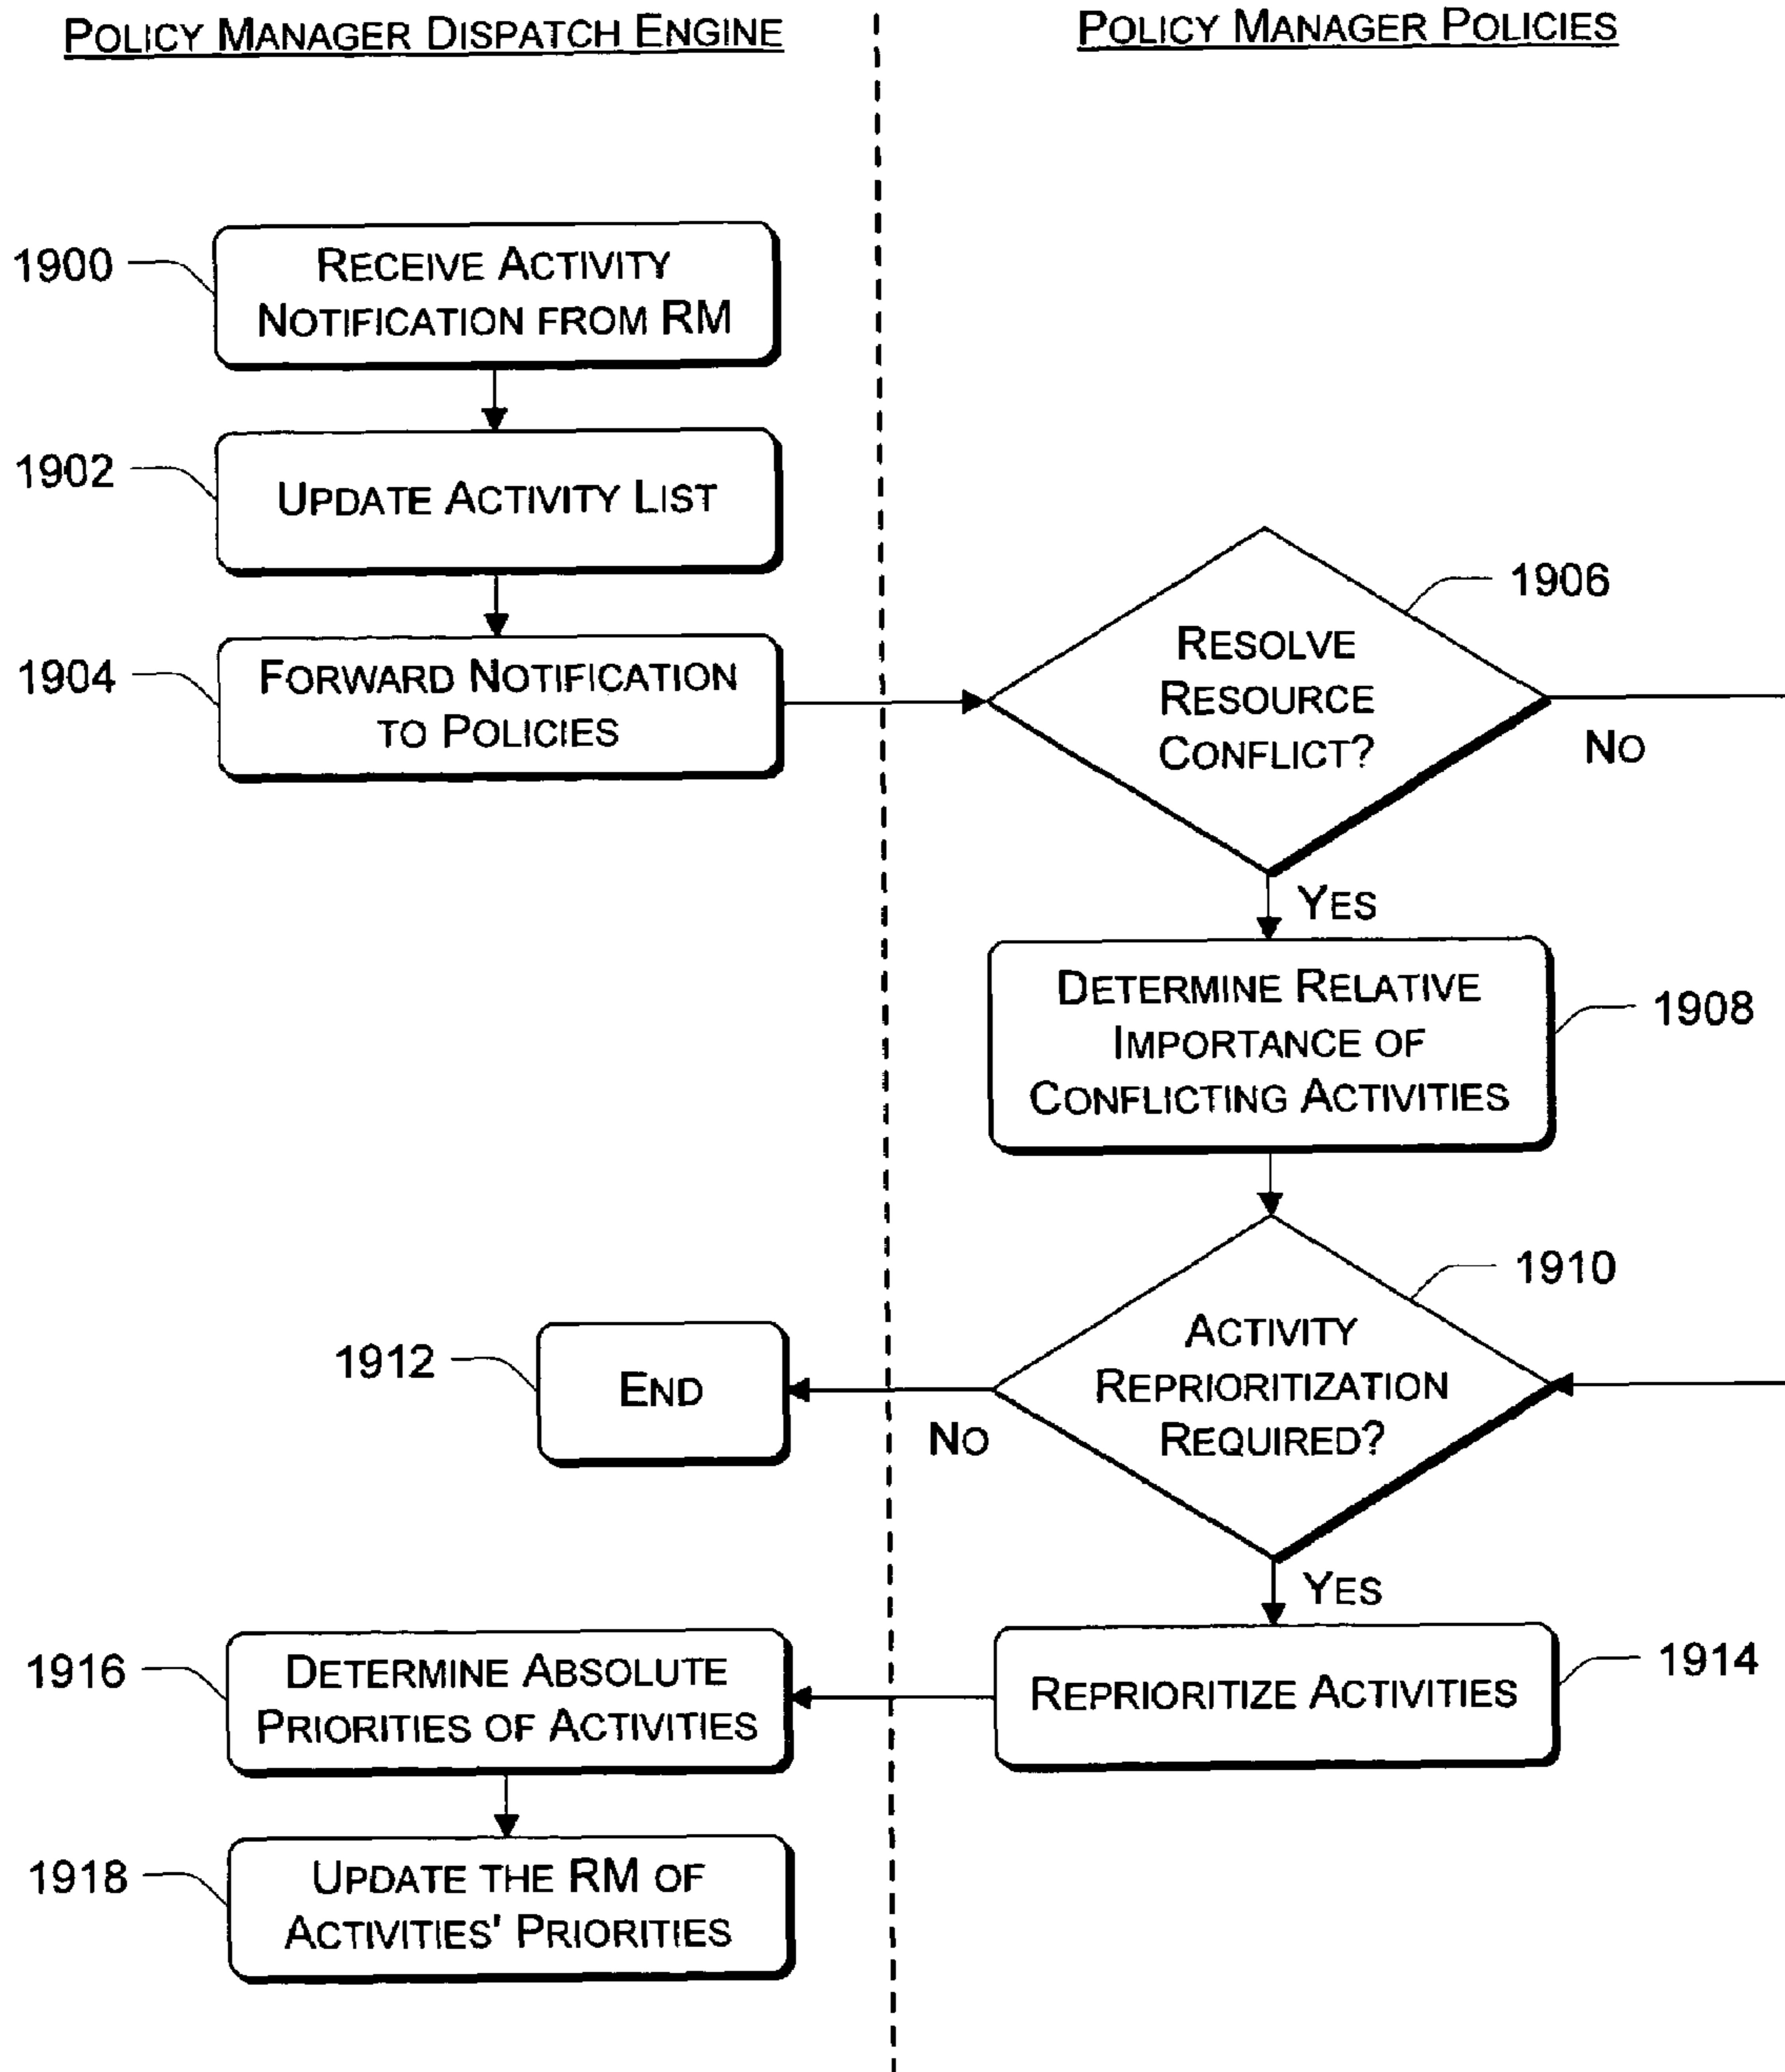 POLICY MANAGER DISPATCH ENGINE
POLICY MANAGER POLICIES
1900
RECEIVE ACTIVITY
NOTIFICATION FROM RM
1902
UPDATE ACTIVITY LIST
1904
FORWARD NOTIFICATION
TO POLICIES
1906
RESOLVE
RESOURCE
CONFLICT?
NO
YES
DETERMINE RELATIVE
IMPORTANCE OF
CONFLICTING ACTIVITIES
1908
1910
ACTIVITY
REPRIORITIZATION
REQUIRED?
1912
END
NO
YES
1914
REPRIORITIZE ACTIVITIES
1916
DETERMINE ABSOLUTE
PRIORITIES OF ACTIVITIES
1918
UPDATE THE RM OF
ACTIVITIES' PRIORITIES